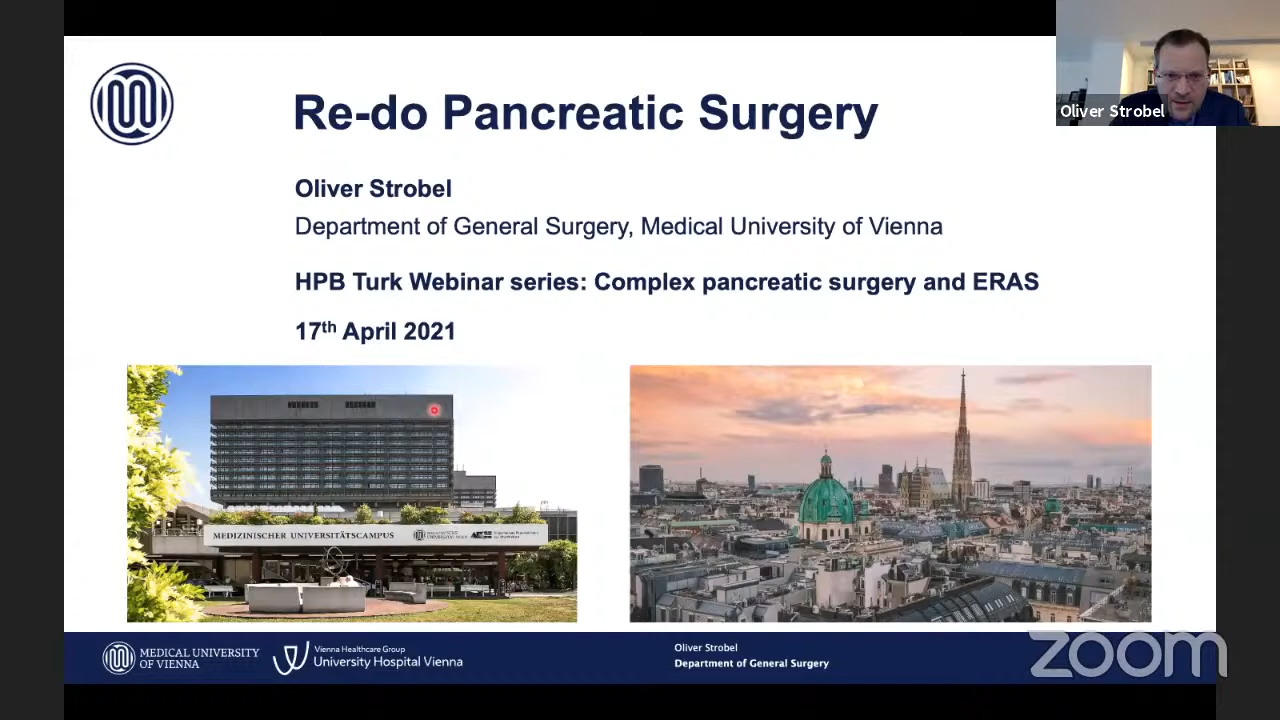 Re-do Pancreatic Surgery
Oliver Strobel
Oliver Strobel
Department of General Surgery, Medical University of Vienna
HPB Turk Webinar series: Complex pancreatic surgery and ERAS
17th April 2021
MEDIZINISCHER UNIVERSITÄTSCAMPUS
MEDICAL UNIVERSITY
OF VIENNA
Vienna Healthcare Group
University Hospital Vienna
Oliver Strobel
Department of General Surgery
zoom